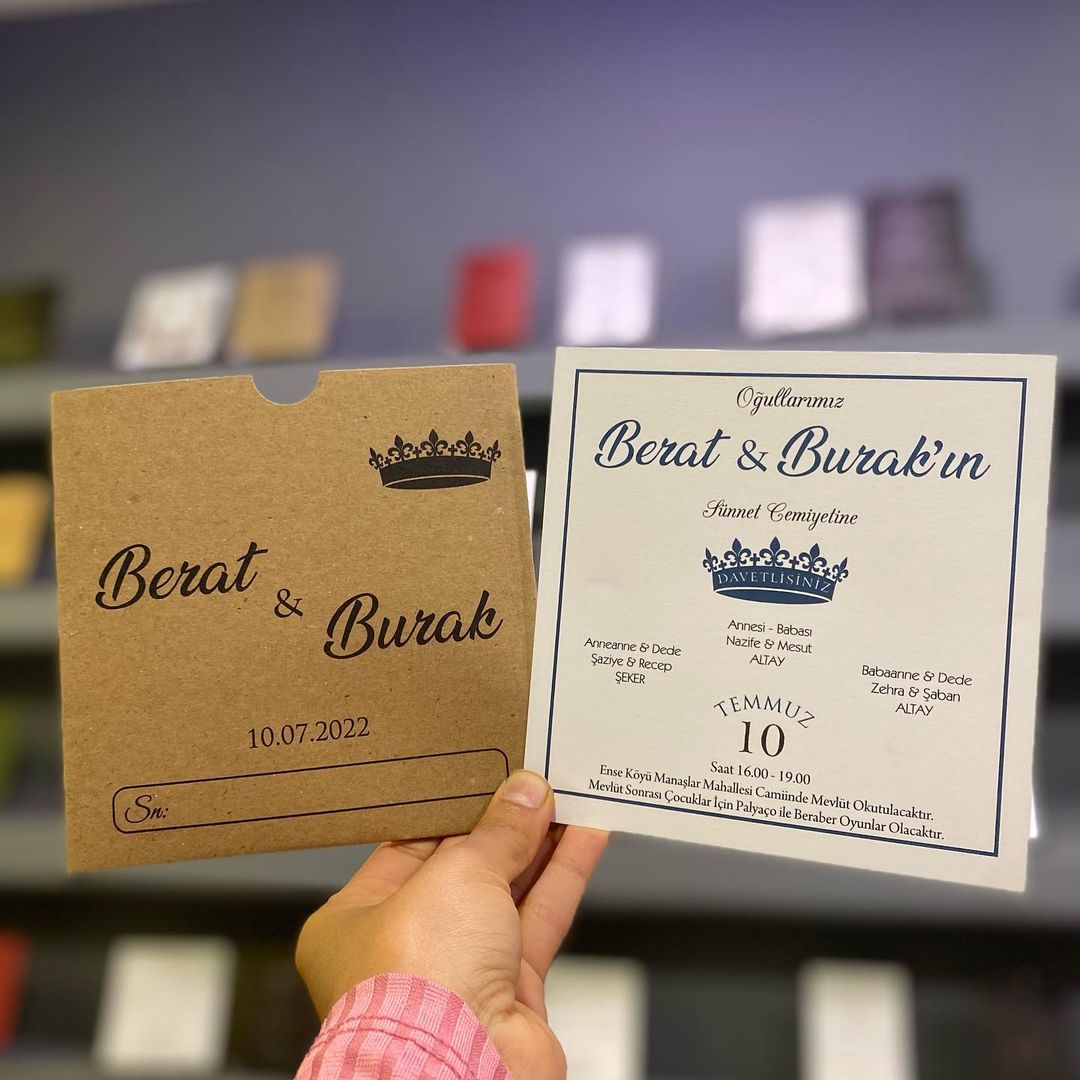 Berat
&
Burak
10.07.2022
Sn:
Oğullarımız
Berat & Burak'ın
Sünnet Cemiyetine
DAVETLİSİNİZ
Annesi - Babası
Nazife & Mesut
ALTAY
Anneanne & Dede
Şaziye & Recep
ŞEKER
Babaanne & Dede
Zehra & Şaban
ALTAY
TEMMUZ
10
Saat 16.00 - 19.00
Ense Köyü Manaşlar Mahallesi Camiinde Mevlüt Okutulacaktır.
Mevlüt Sonrası Çocuklar İçin Palyaço ile Beraber Oyunlar Olacaktır.